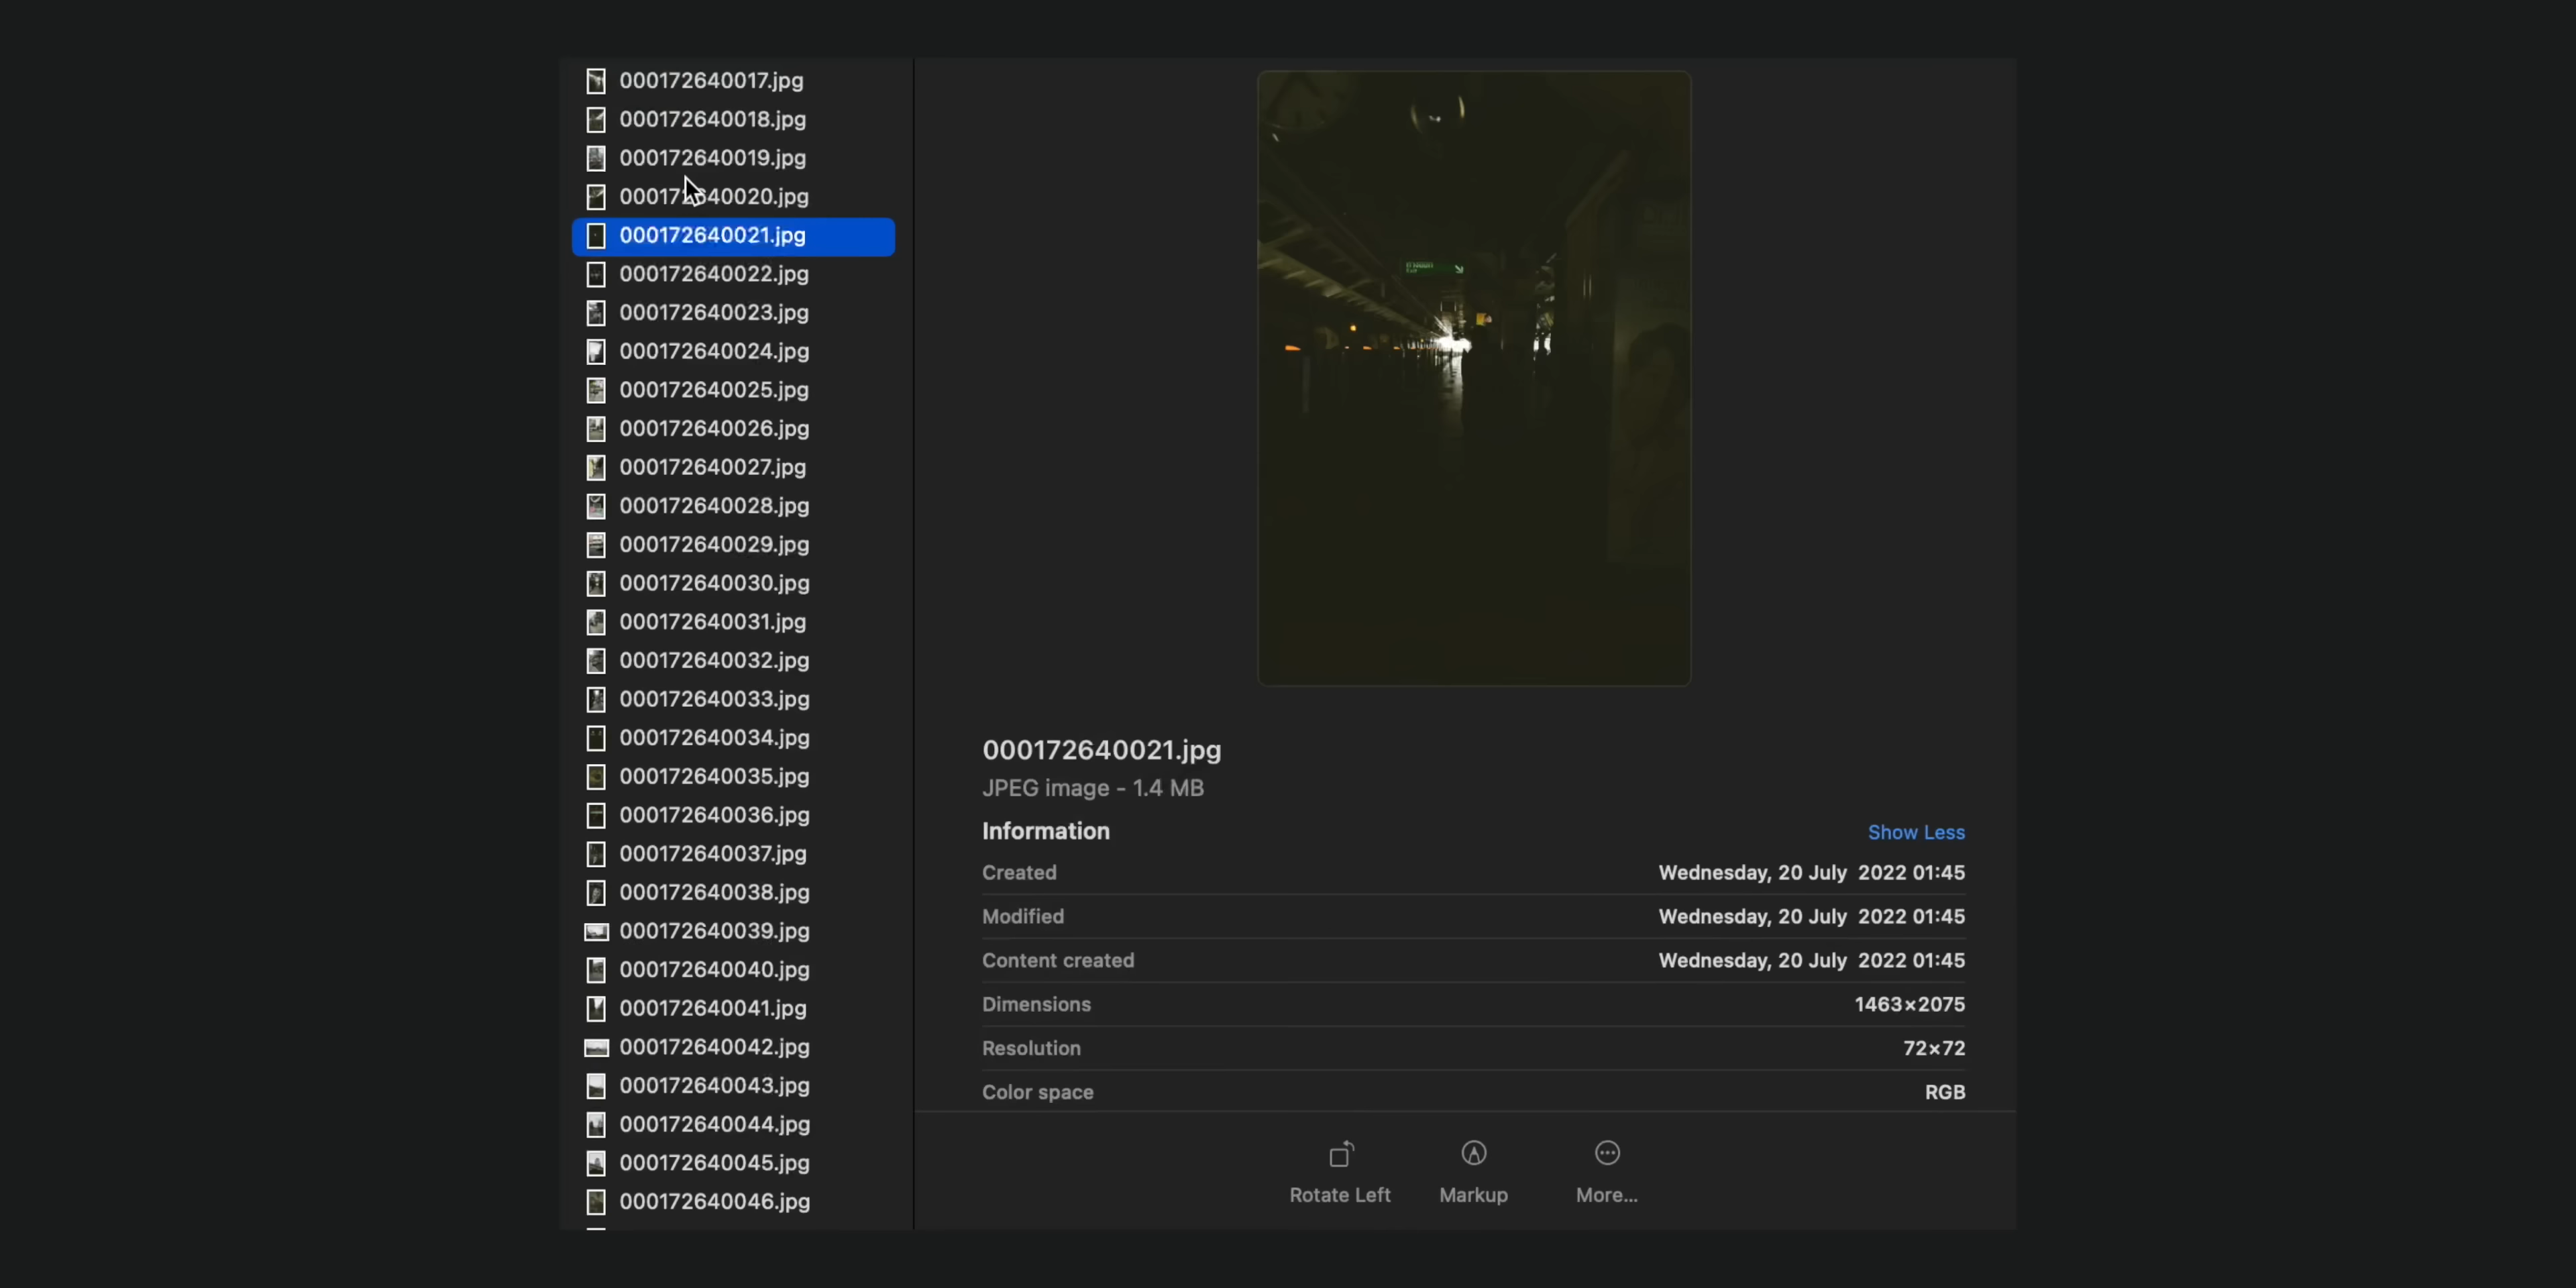 000172640017.jpg
000172640018.jpg
000172640019.jpg
000172640020.jpg
000172640021.jpg
000172640022.jpg
000172640023.jpg
000172640024.jpg
000172640025.jpg
000172640026.jpg
000172640027.jpg
000172640028.jpg
000172640029.jpg
000172640030.jpg
000172640031.jpg
000172640032.jpg
000172640033.jpg
000172640034.jpg
000172640035.jpg
000172640036.jpg
000172640037.jpg
000172640038.jpg
000172640039.jpg
000172640040.jpg
000172640041.jpg
000172640042.jpg
000172640043.jpg
000172640044.jpg
000172640045.jpg
000172640046.jpg
000172640021.jpg
JPEG image - 1.4 MB
Information
Show Less
Created Wednesday, 20 July 2022 01:45
Modified Wednesday, 20 July 2022 01:45
Content created Wednesday, 20 July 2022 01:45
Dimensions 1463×2075
Resolution 72×72
Color space RGB
Rotate Left
Markup
More...